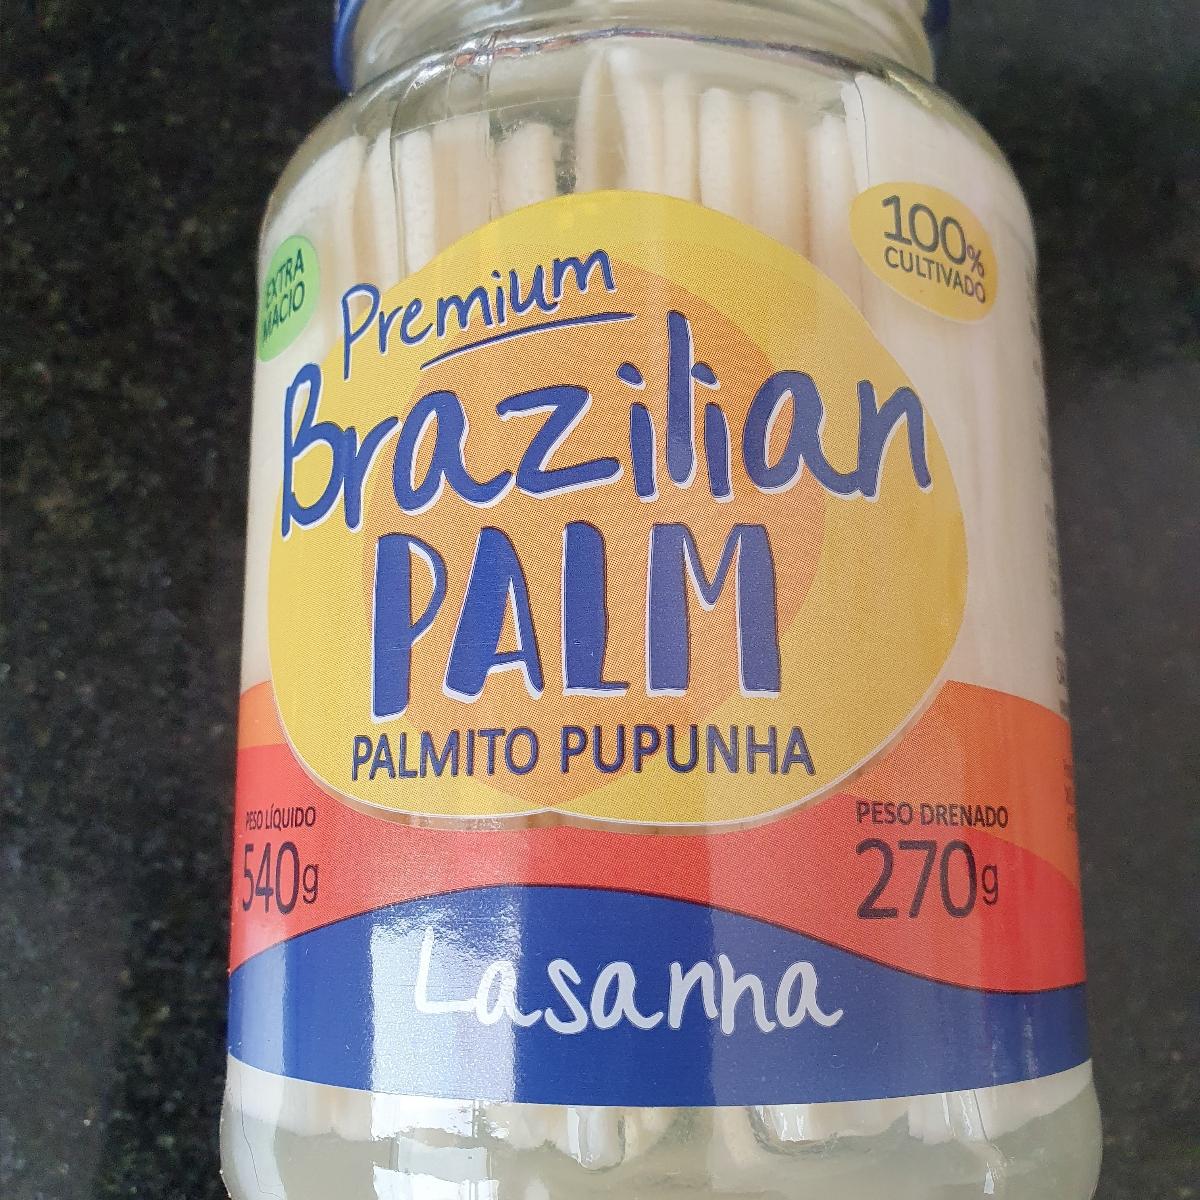 EXTRA
MACIO
100%
CULTIVADO
Premium
Brazilian
PALM
PALMITO PUPUNHA
PESO LÍQUIDO
540g
PESO DRENADO
270g
Lasanha